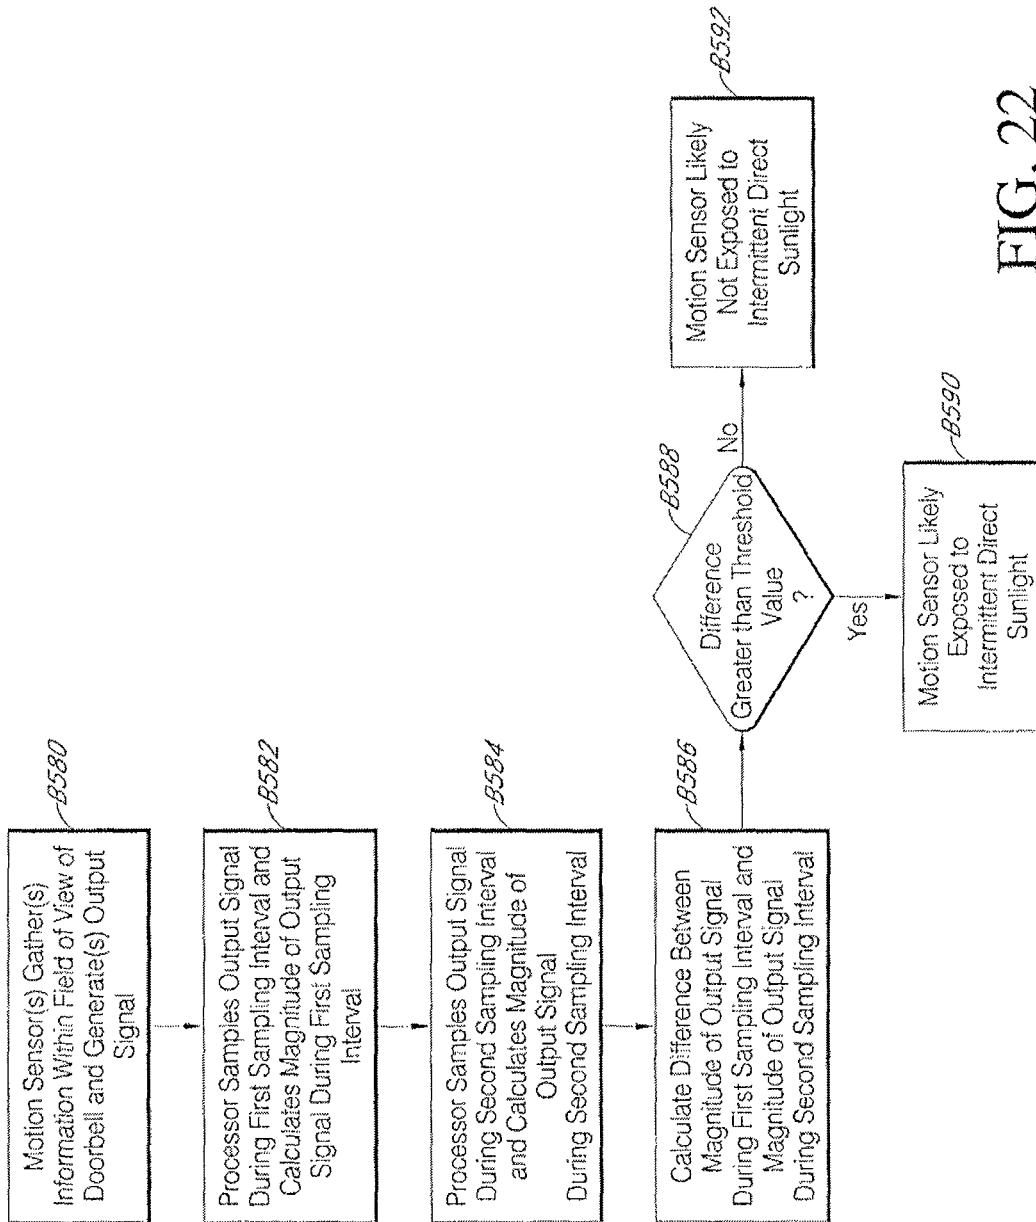 B580
Motion Sensor(s) Gather(s)
Information Within Field of View of
Doorbell and Generate(s) Output
Signal
B582
Processor Samples Output Signal
During First Sampling Interval and
Calculates Magnitude of Output
Signal During First Sampling
Interval
B584
Processor Samples Output Signal
During Second Sampling Interval
and Calculates Magnitude of
Output Signal
During Second Sampling Interval
B586
Calculate Difference Between
Magnitude of Output Signal
During First Sampling Interval and
Magnitude of Output Signal
During Second Sampling Interval
B588
Difference
Greater than Threshold
Value
?
No
Yes
B592
Motion Sensor Likely
Not Exposed to
Intermittent Direct
Sunlight
B590
Motion Sensor Likely
Exposed to
Intermittent Direct
Sunlight
FIG. 22